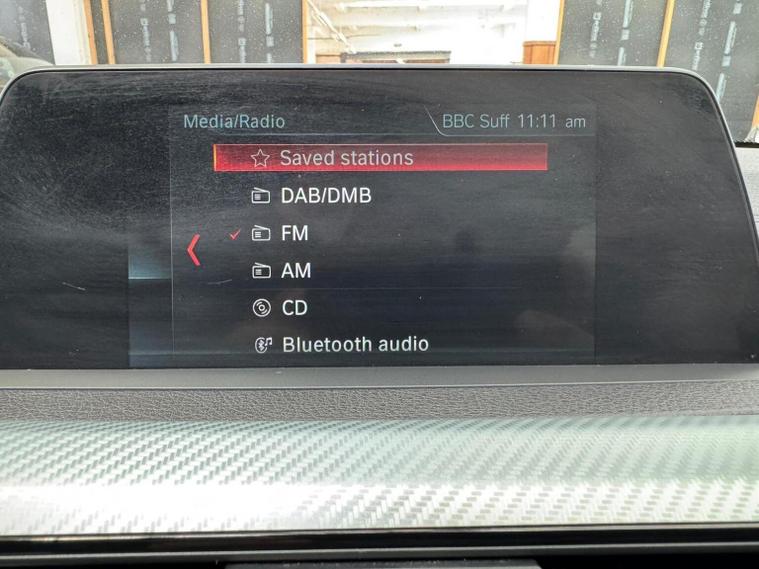 Media/Radio
BBC Suff 11:11 am
Saved stations
DAB/DMB
FM
AM
CD
Bluetooth audio